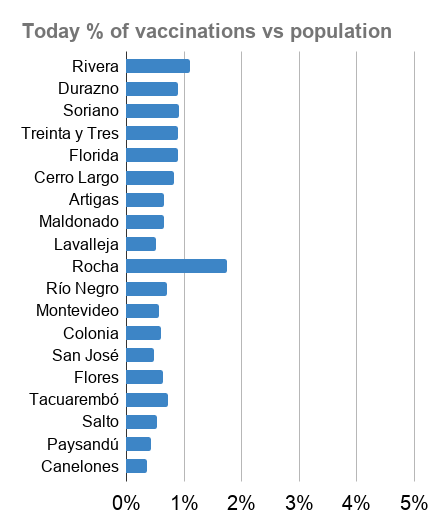 Today % of vaccinations vs population
Rivera
Durazno
Soriano
Treinta y Tres
Florida
Cerro Largo
Artigas
Maldonado
Lavalleja
Rocha
Río Negro
Montevideo
Colonia
San José
Flores
Tacuarembó
Salto
Paysandú
Canelones
0% 1% 2% 3% 4% 5%